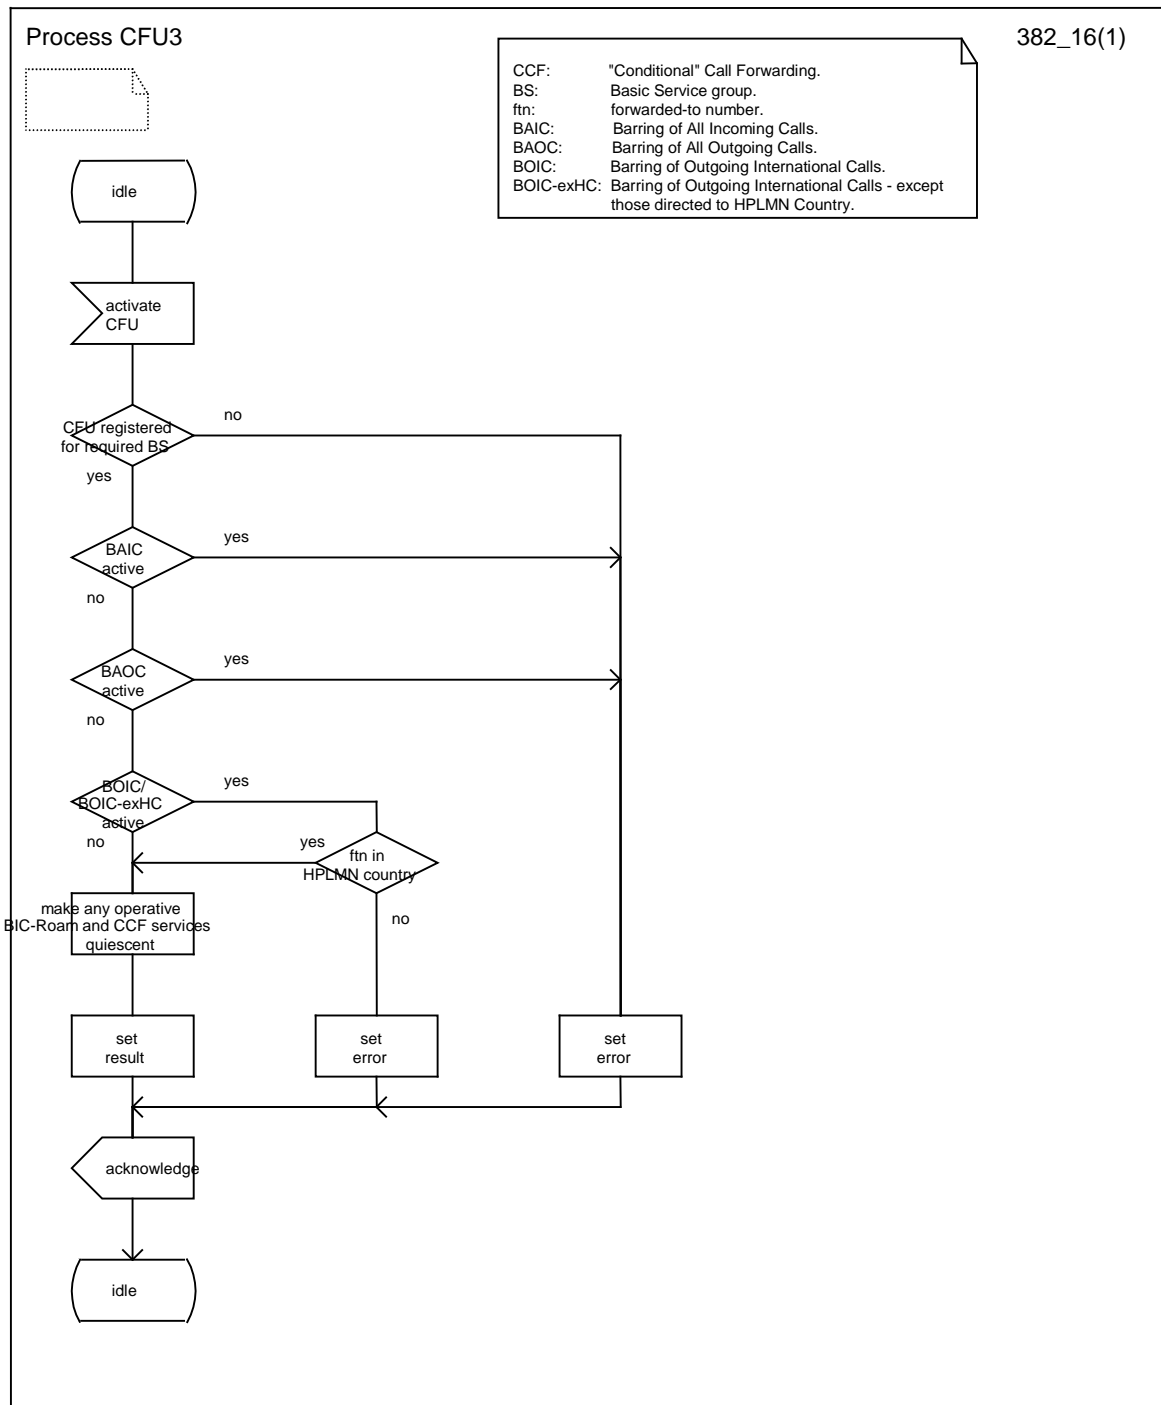 Process CFU3
382_16(1)
CCF: "Conditional" Call Forwarding.
BS: Basic Service group.
ftn: forwarded-to number.
BAIC: Barring of All Incoming Calls.
BAOC: Barring of All Outgoing Calls.
BOIC: Barring of Outgoing International Calls.
BOIC-exHC: Barring of Outgoing International Calls - except
those directed to HPLMN Country.
idle
activate
CFU
CFU registered
for required BS
no
yes
BAIC
active
yes
no
BAOC
active
yes
no
BOIC/
BOIC-exHC
active
yes
no
yes
ftn in
HPLMN country
no
make any operative
BIC-Roam and CCF services
quiescent
set
result
set
error
set
error
acknowledge
idle